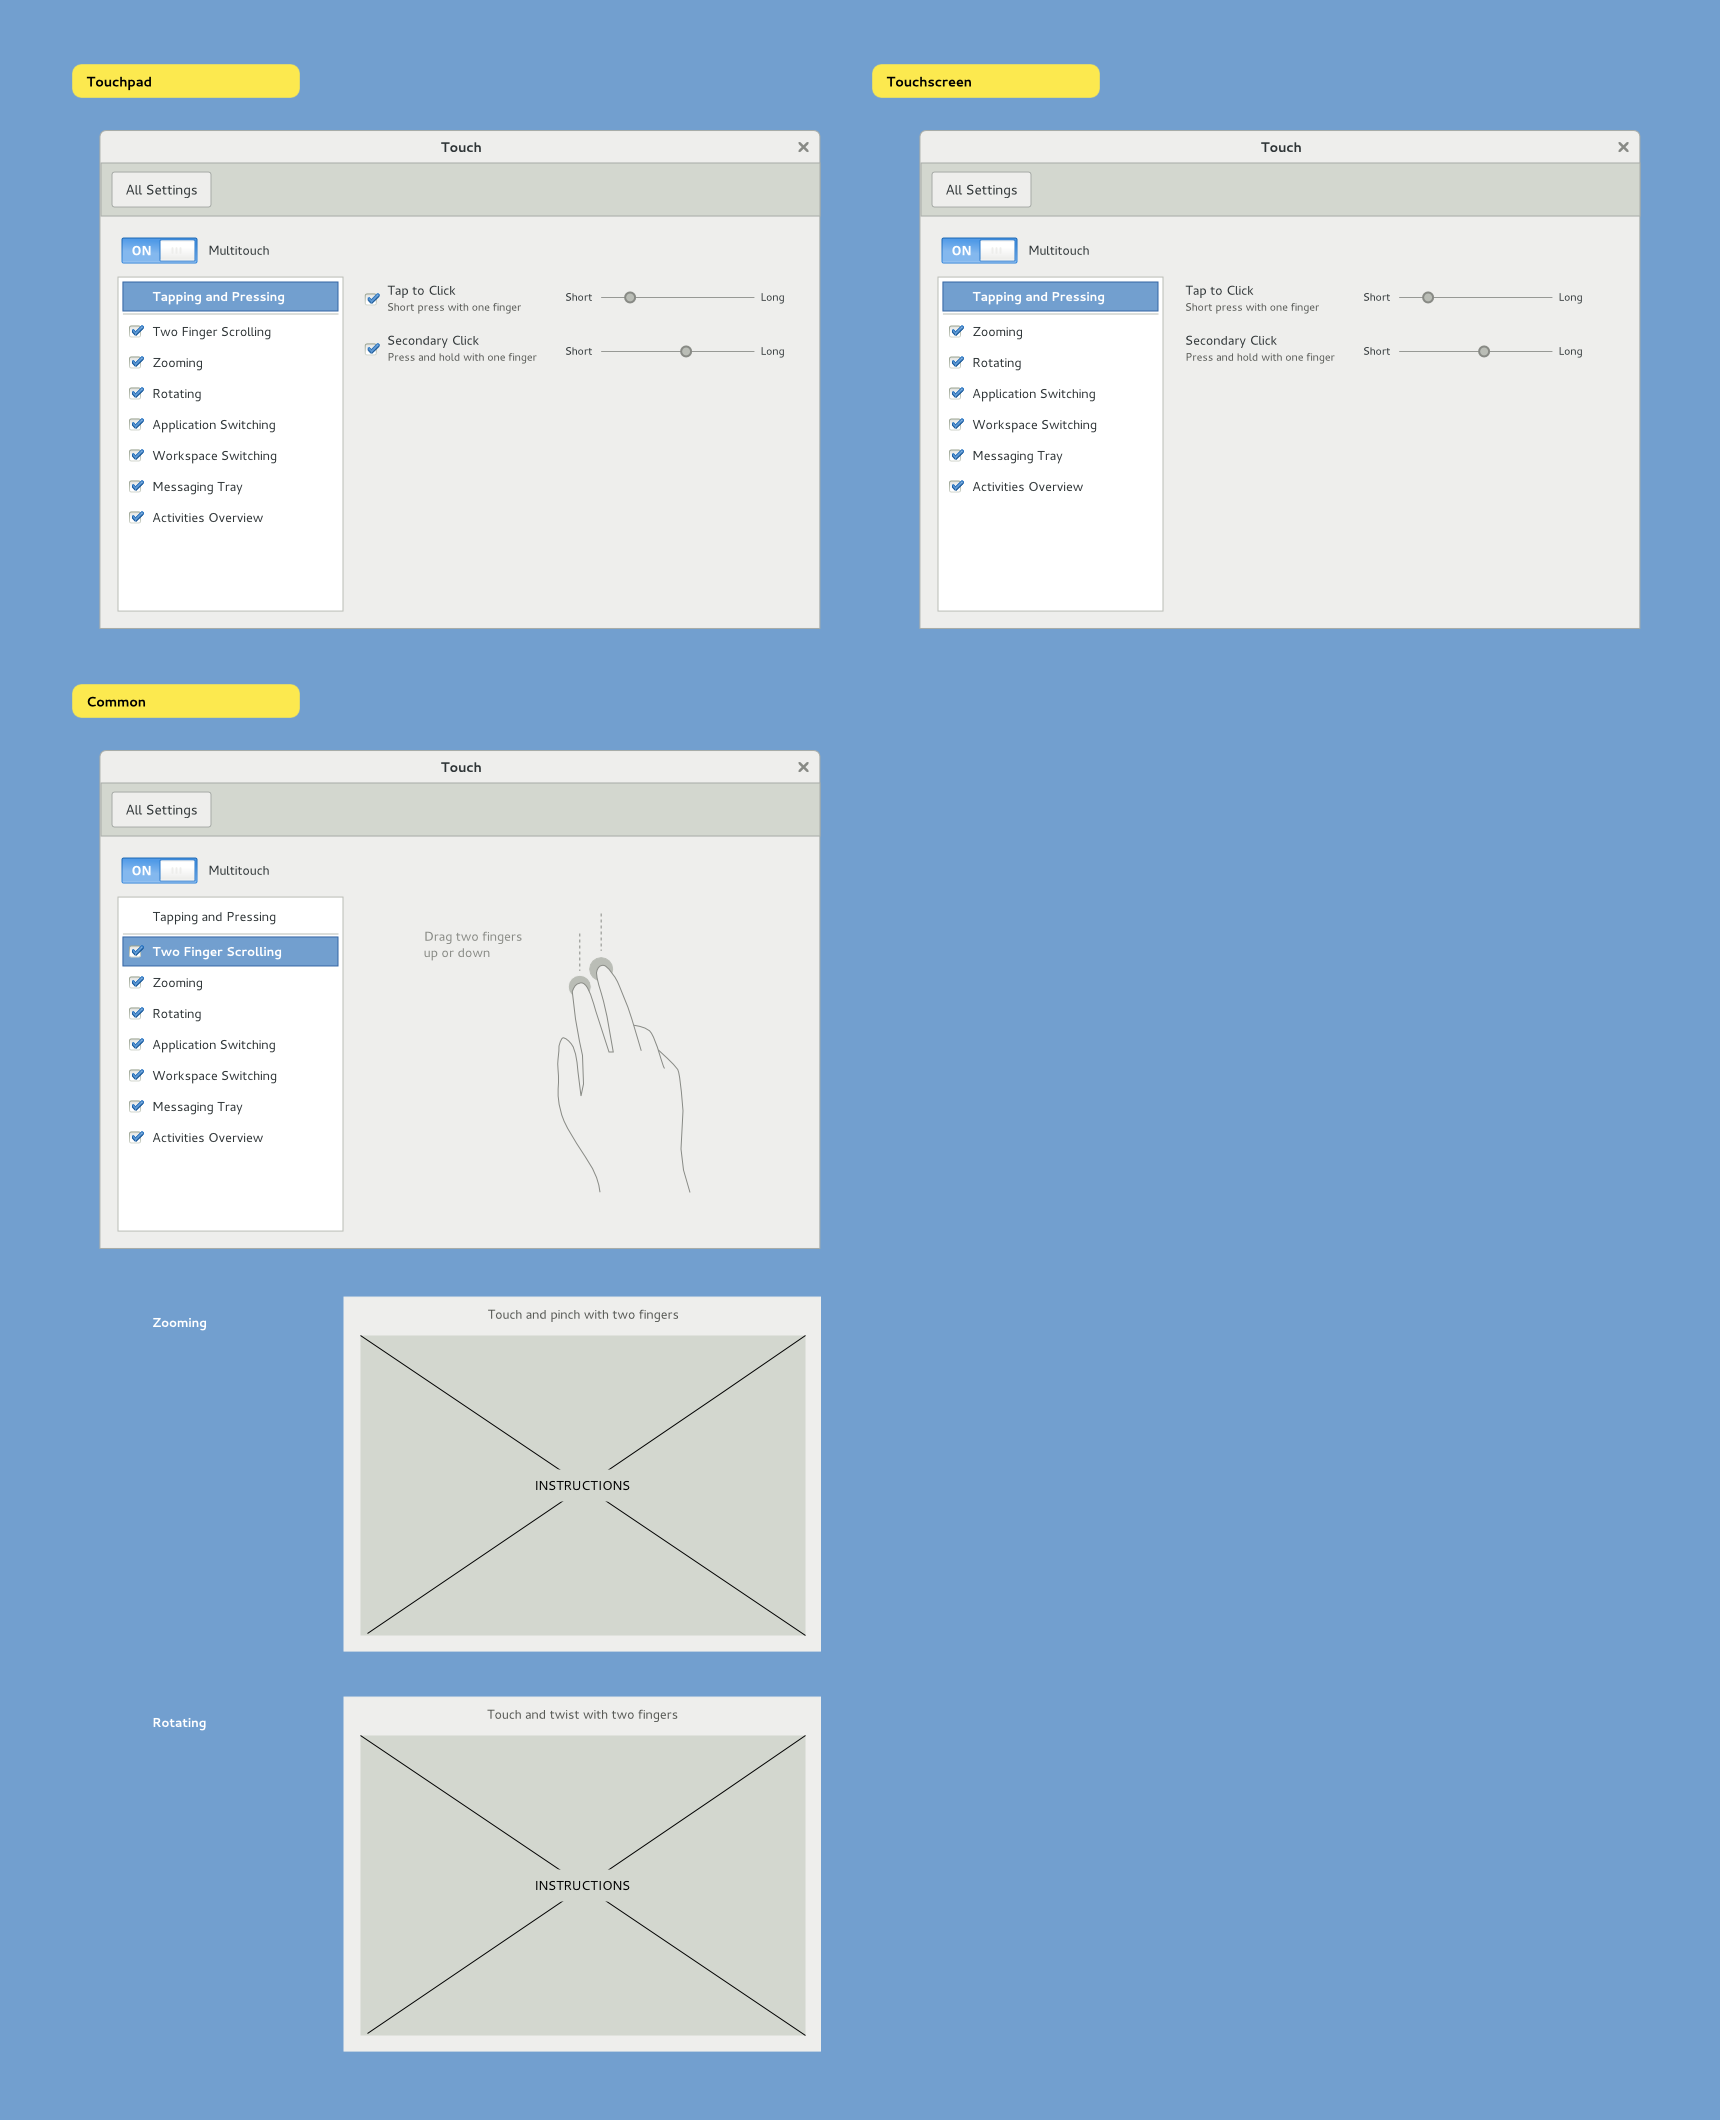 Touchpad
Touch
All Settings
ON Multitouch
Tapping and Pressing
Two Finger Scrolling
Zooming
Rotating
Application Switching
Workspace Switching
Messaging Tray
Activities Overview
Tap to Click
Short press with one finger
Short Long
Secondary Click
Press and hold with one finger
Short Long
Touchscreen
Touch
All Settings
ON Multitouch
Tapping and Pressing
Zooming
Rotating
Application Switching
Workspace Switching
Messaging Tray
Activities Overview
Tap to Click
Short press with one finger
Short Long
Secondary Click
Press and hold with one finger
Short Long
Common
Touch
All Settings
ON Multitouch
Tapping and Pressing
Two Finger Scrolling
Zooming
Rotating
Application Switching
Workspace Switching
Messaging Tray
Activities Overview
Drag two fingers
up or down
Zooming
Touch and pinch with two fingers
INSTRUCTIONS
Rotating
Touch and twist with two fingers
INSTRUCTIONS